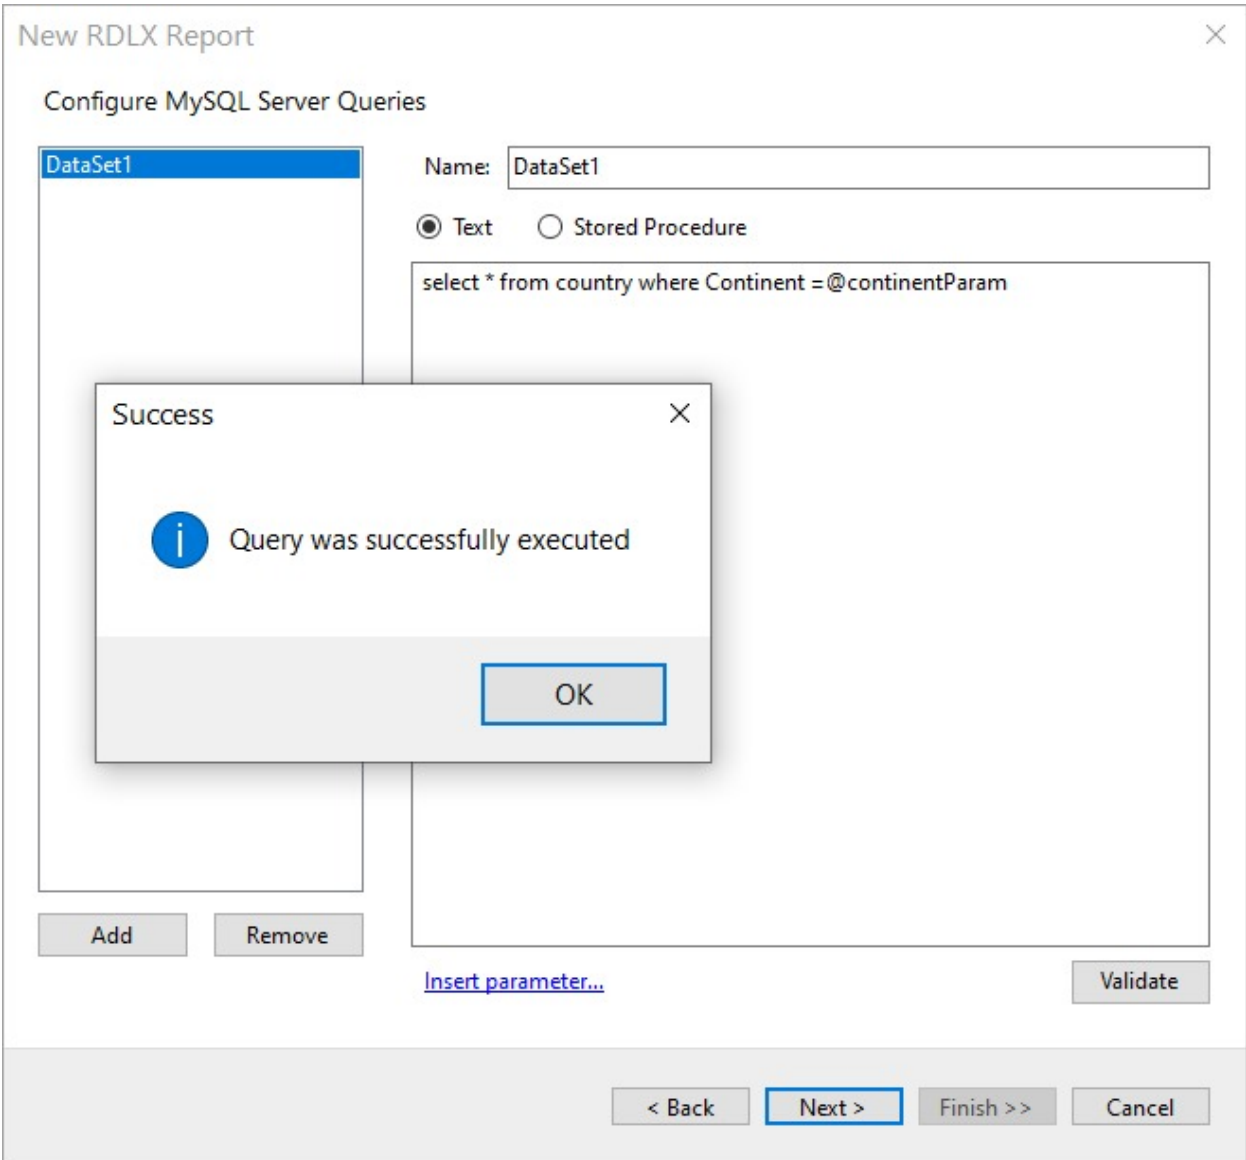 New RDLX Report
Configure MySQL Server Queries
DataSet1
Name: DataSet1
Text Stored Procedure
select * from country where Continent =@continentParam
Success
i Query was successfully executed
OK
Add Remove
Insert parameter... Validate
< Back Next > Finish >> Cancel